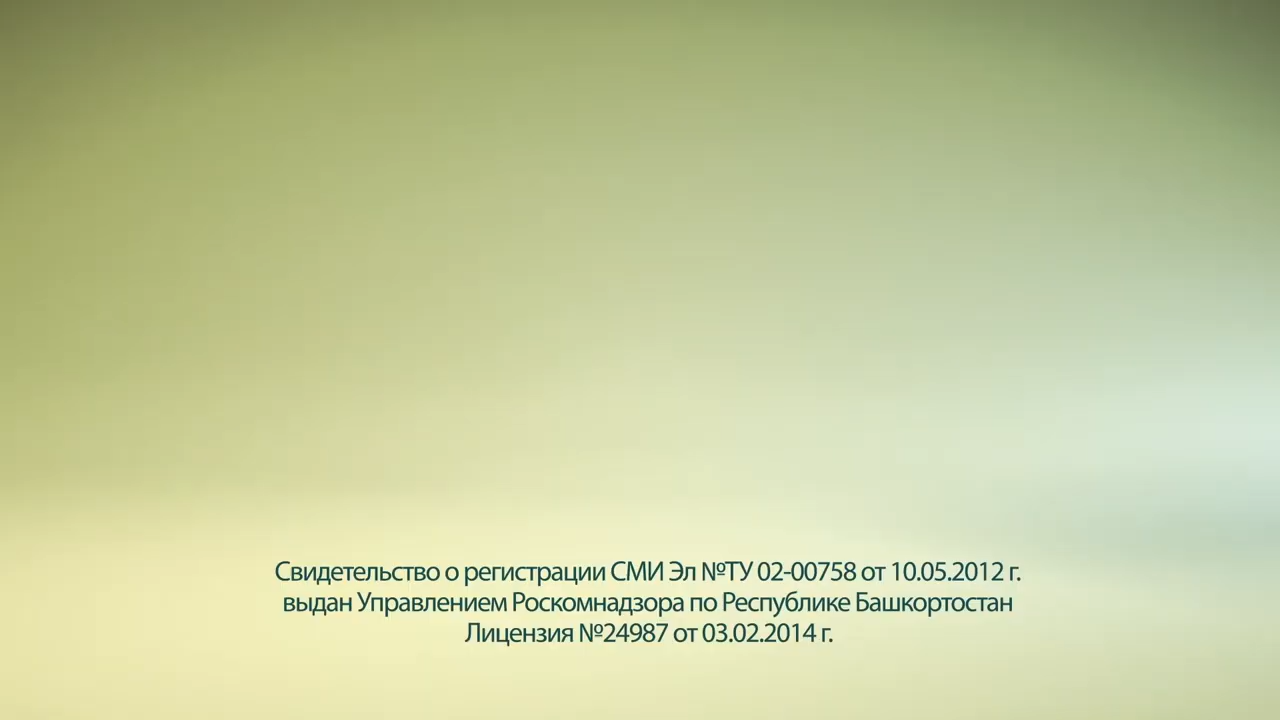 Свидетельство о регистрации СМИ Эл №ТУ 02-00758 от 10.05.2012 г.
выдан Управлением Роскомнадзора по Республике Башкортостан
Лицензия №24987 от 03.02.2014 г.